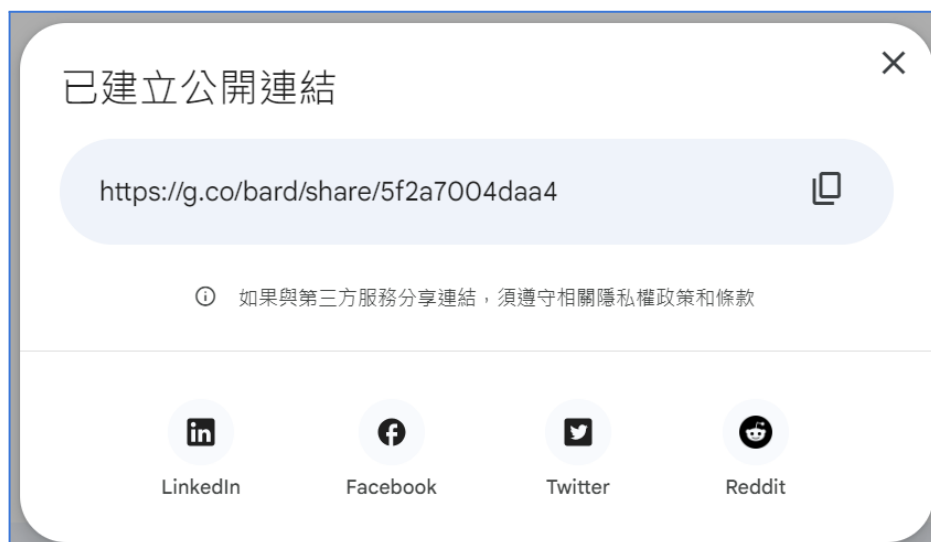 已建立公開連結
https://g.co/bard/share/5f2a7004daa4
如果與第三方服務分享連結，須遵守相關隱私權政策和條款
LinkedIn
Facebook
Twitter
Reddit